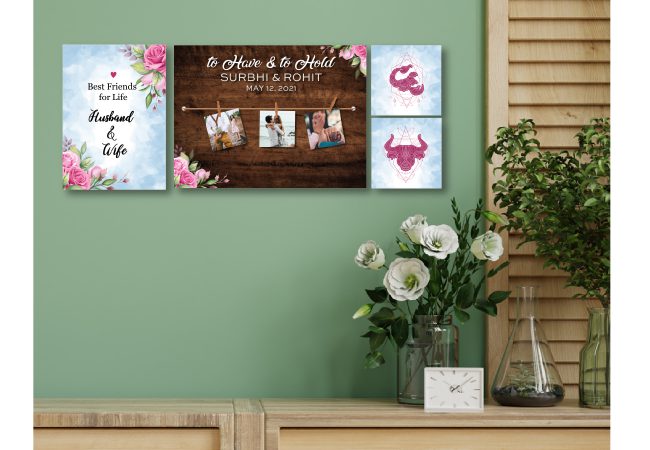 Best Friends
for Life
Husband
&
Wife
to Have & to Hold
SURBHI & ROHIT
MAY 12, 2021